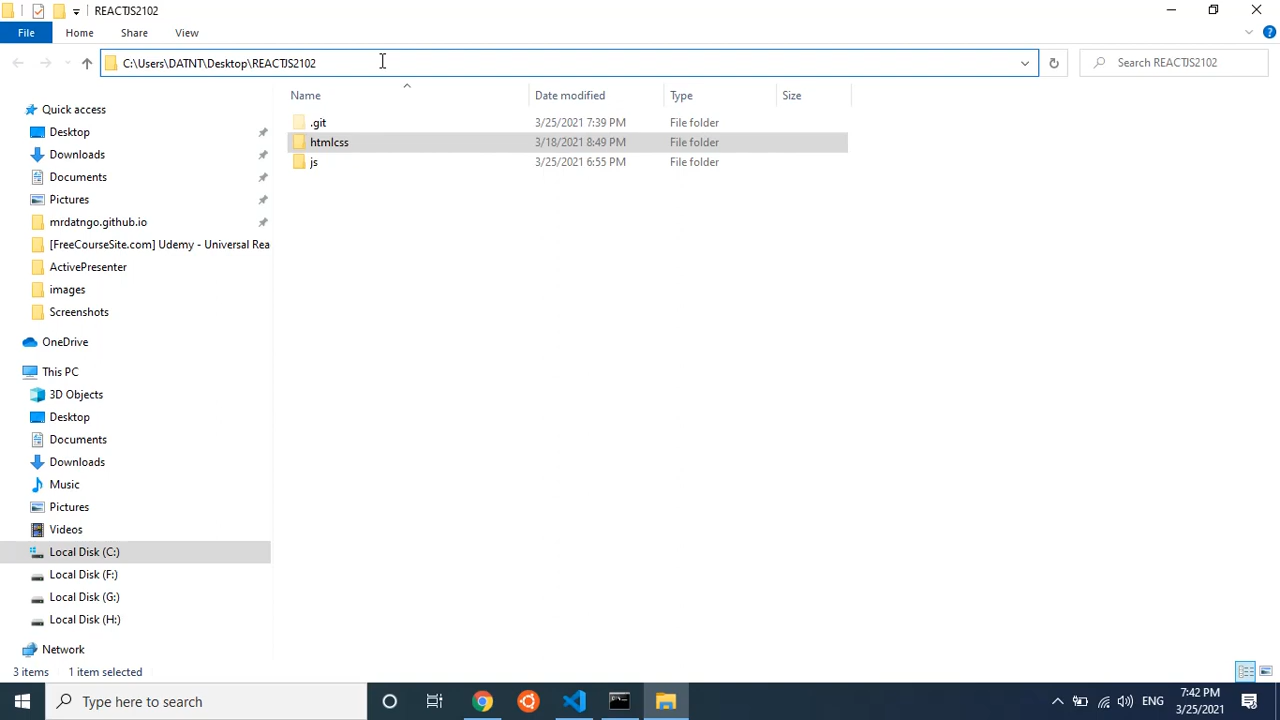 REACTJS2102
File Home Share View
C:\Users\DATNT\Desktop\REACTJS2102
Search REACTJS2102
Name Date modified Type Size
.git 3/25/2021 7:39 PM File folder
htmlcss 3/18/2021 8:49 PM File folder
js 3/25/2021 6:55 PM File folder
Quick access
Desktop
Downloads
Documents
Pictures
mrdatngo.github.io
[FreeCourseSite.com] Udemy - Universal Rea
ActivePresenter
images
Screenshots
OneDrive
This PC
3D Objects
Desktop
Documents
Downloads
Music
Pictures
Videos
Local Disk (C:)
Local Disk (F:)
Local Disk (G:)
Local Disk (H:)
Network
3 items 1 item selected
Type here to search
ENG
7:42 PM
3/25/2021